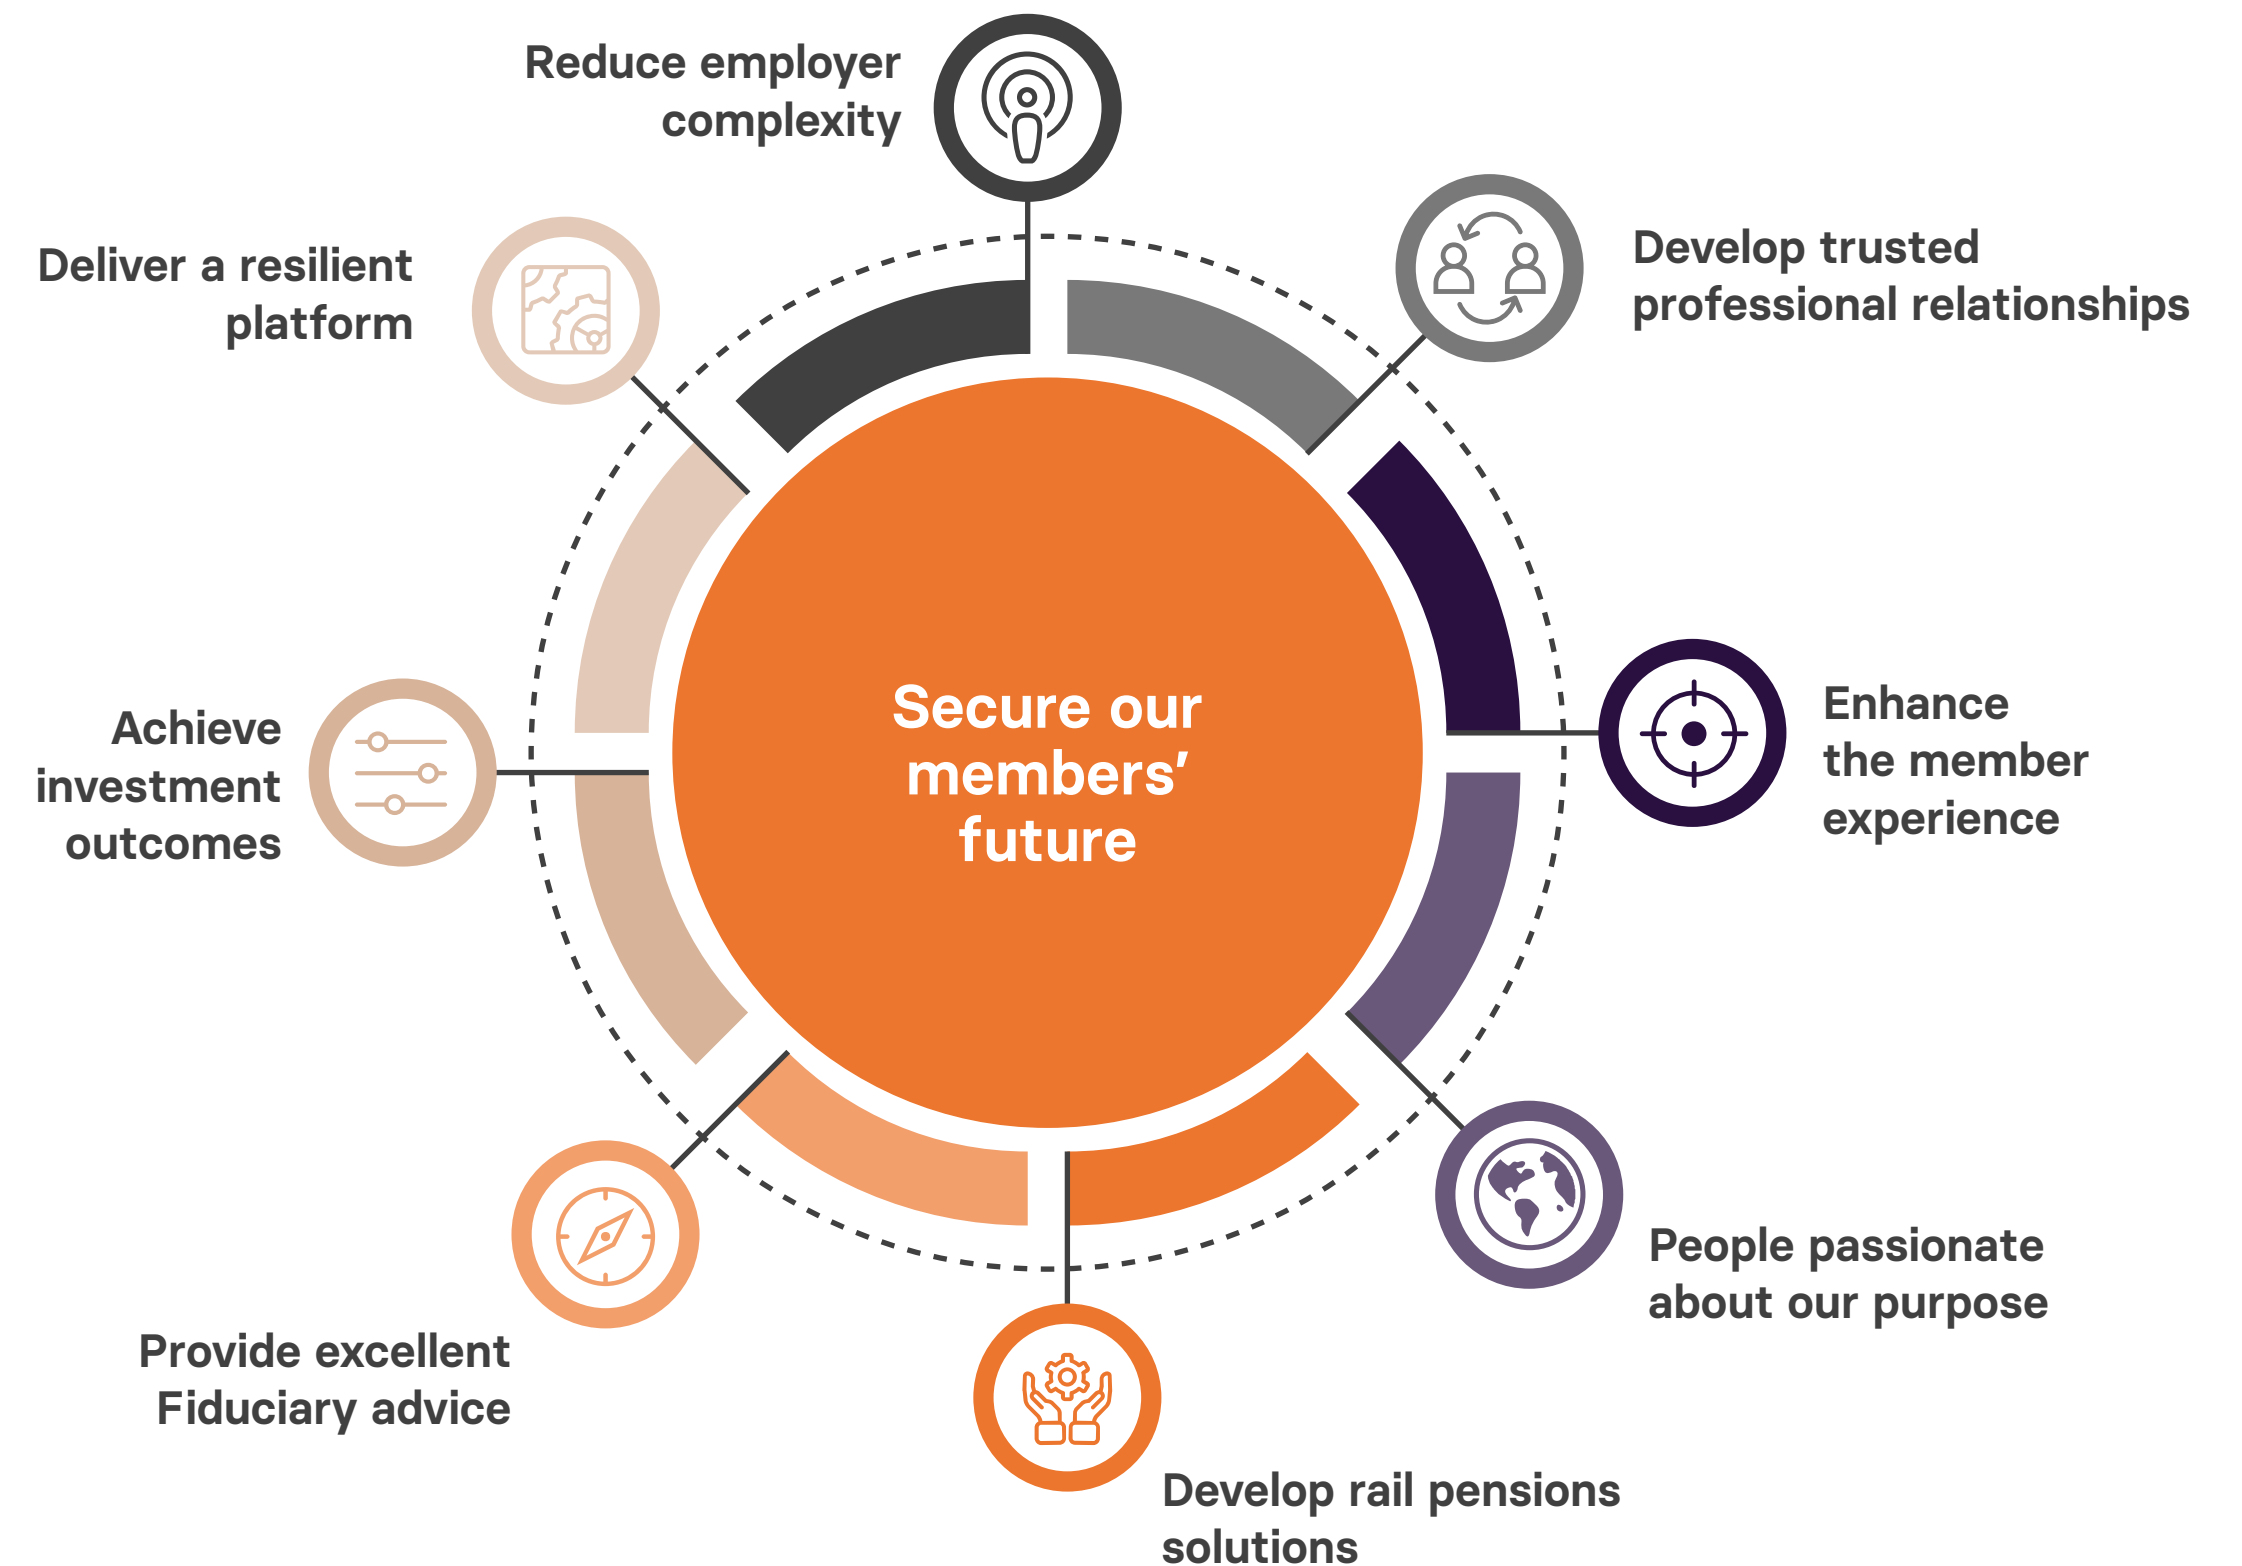 Reduce employer
complexity
Develop trusted
professional relationships
Deliver a resilient
platform
Enhance
the member
experience
Secure our
members’
future
Achieve
investment
outcomes
People passionate
about our purpose
Provide excellent
Fiduciary advice
Develop rail pensions
solutions